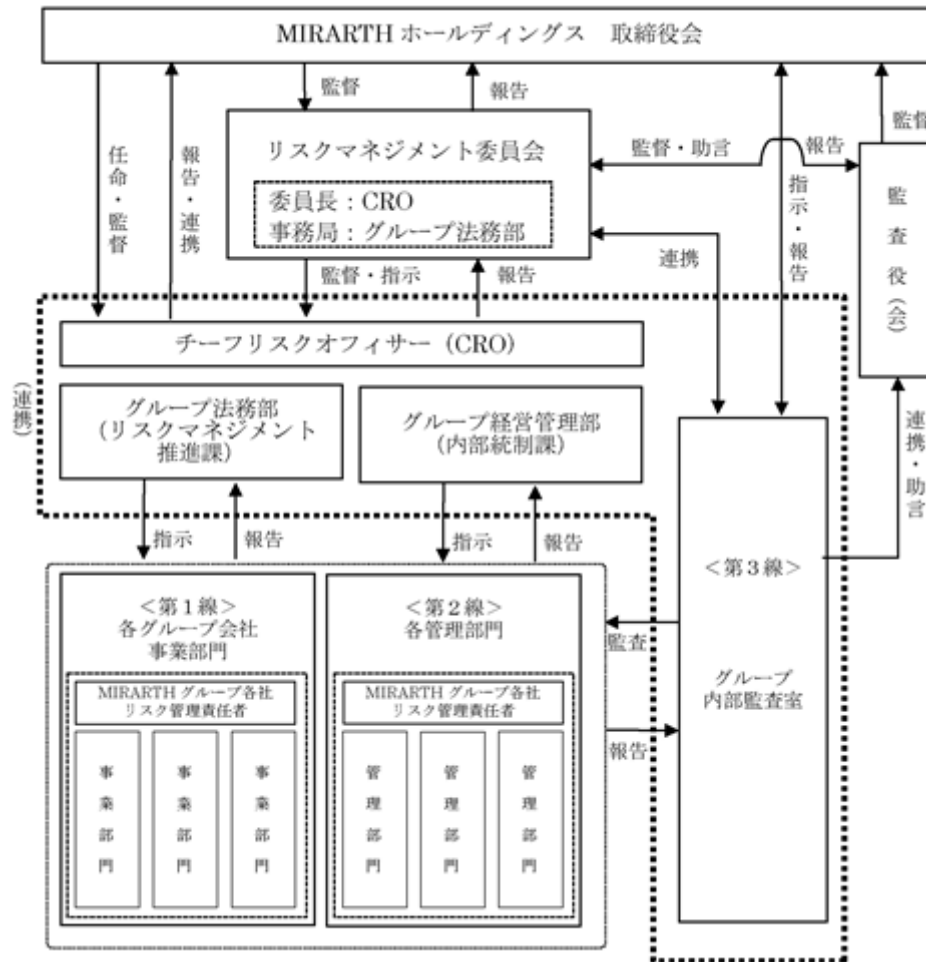 MIRARTH ホールディングス　取締役会
監督
報告
任命・監督
報告・連携
リスクマネジメント委員会
委員長：CRO
事務局：グループ法務部
監督・助言
報告
監督
指示・報告
監査役（会）
連携
監督・指示
報告
チーフリスクオフィサー（CRO）
（連携）
グループ法務部
（リスクマネジメント
推進課）
グループ経営管理部
（内部統制課）
連携・助言
指示
報告
指示
報告
＜第１線＞
各グループ会社
事業部門
MIRARTH グループ各社
リスク管理責任者
事業部門
事業部門
事業部門
＜第２線＞
各管理部門
MIRARTH グループ各社
リスク管理責任者
管理部門
管理部門
管理部門
監査
報告
＜第３線＞
グループ
内部監査室